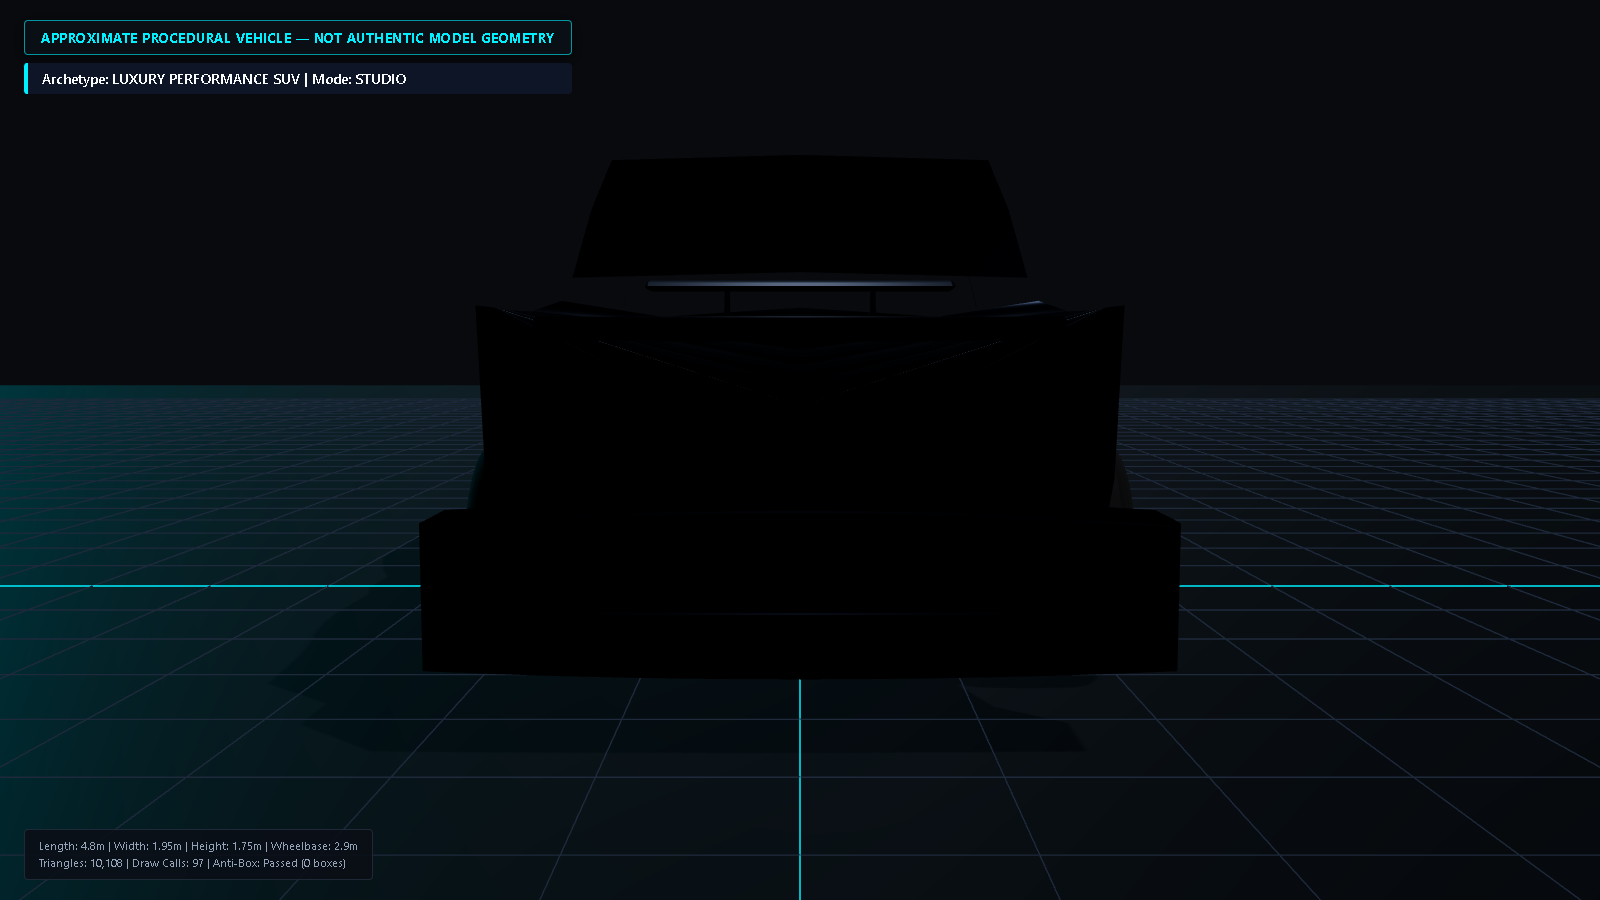 APPROXIMATE PROCEDURAL VEHICLE — NOT AUTHENTIC MODEL GEOMETRY
Archetype: LUXURY PERFORMANCE SUV | Mode: STUDIO
Length: 4.8m | Width: 1.95m | Height: 1.75m | Wheelbase: 2.9m
Triangles: 10,108 | Draw Calls: 97 | Anti-Box: Passed (0 boxes)